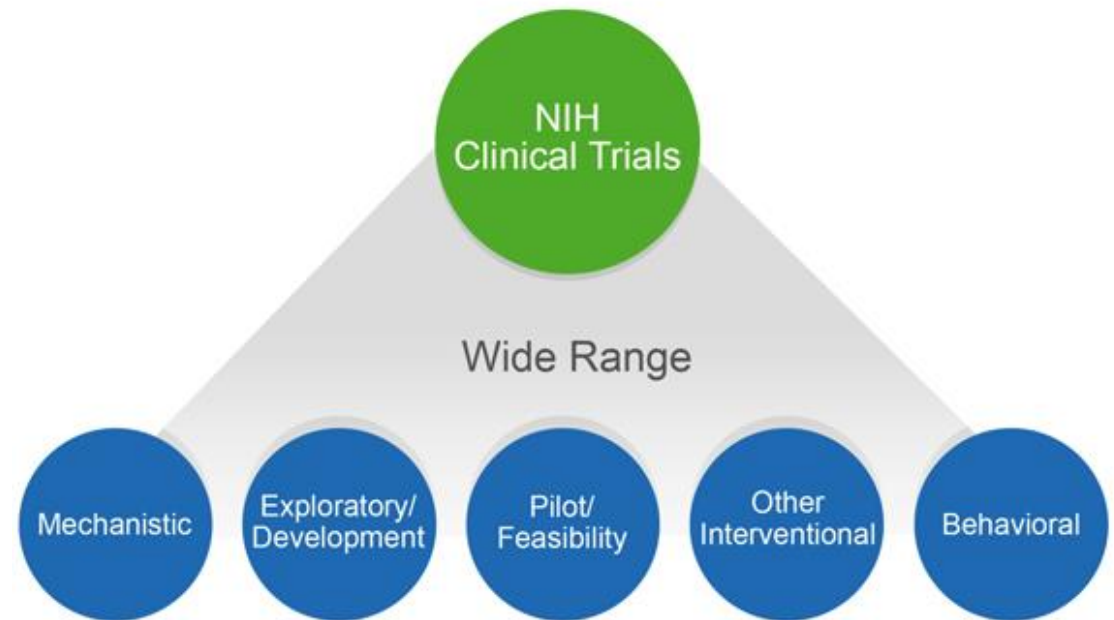 NIH
Clinical Trials
Wide Range
Mechanistic
Exploratory/
Development
Pilot/
Feasibility
Other
Interventional
Behavioral